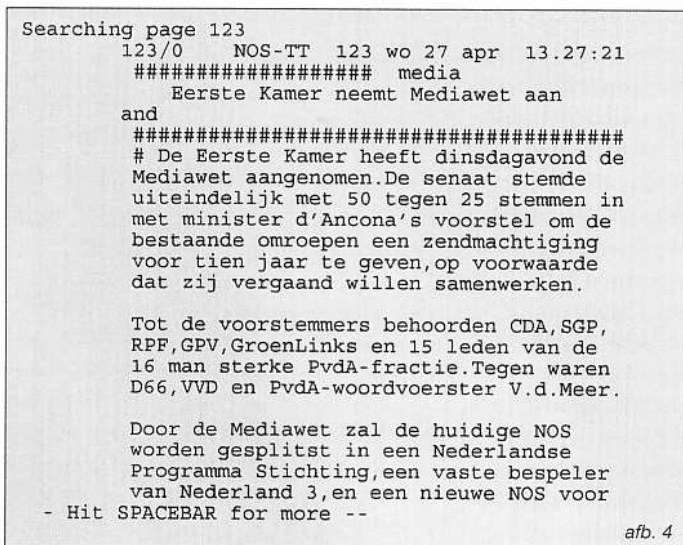 Searching page 123
123/0 NOS-TT 123 wo 27 apr 13.27:21
################### media
Eerste Kamer neemt Mediawet aan
and
#######################################
# De Eerste Kamer heeft dinsdagavond de
Mediawet aangenomen.De senaat stemde
uiteindelijk met 50 tegen 25 stemmen in
met minister d'Ancona's voorstel om de
bestaande omroepen een zendmachtiging
voor tien jaar te geven,op voorwaarde
dat zij vergaand willen samenwerken.
Tot de voorstemmers behoorden CDA,SGP,
RPF,GPV,GroenLinks en 15 leden van de
16 man sterke PvdA-fractie.Tegen waren
D66,VVD en PvdA-woordvoerster V.d.Meer.
Door de Mediawet zal de huidige NOS
worden gesplitst in een Nederlandse
Programma Stichting,een vaste bespeler
van Nederland 3,en een nieuwe NOS voor
- Hit SPACEBAR for more --
afb. 4